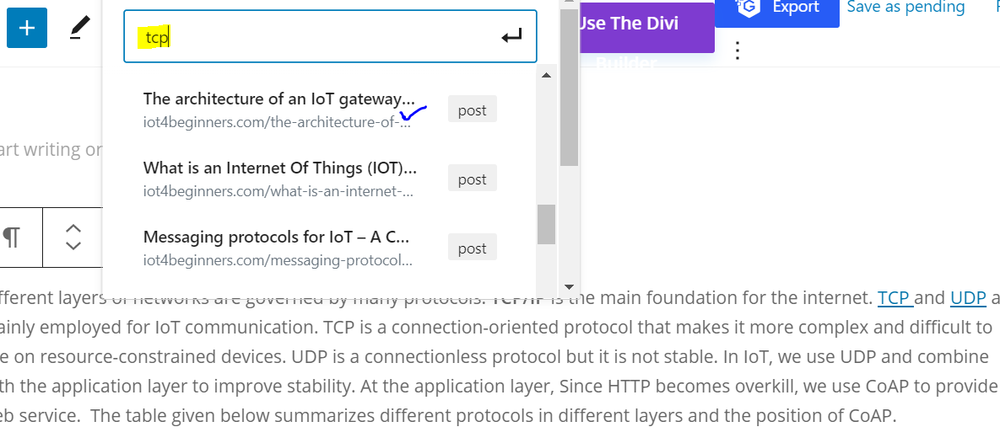 Export
Save as pending
tcp
Use The Divi
Builder
The architecture of an IoT gateway...
iot4beginners.com/the-architecture-of-...
post
art writing or
What is an Internet Of Things (IOT)...
iot4beginners.com/what-is-an-internet-...
post
Messaging protocols for IoT – A C...
iot4beginners.com/messaging-protocol...
post
fferent layers of networks are governed by many protocols. TCP/IP is the main foundation for the internet. TCP and UDP a
ainly employed for IoT communication. TCP is a connection-oriented protocol that makes it more complex and difficult to
e on resource-constrained devices. UDP is a connectionless protocol but it is not stable. In IoT, we use UDP and combine
th the application layer to improve stability. At the application layer, Since HTTP becomes overkill, we use CoAP to provide
eb service. The table given below summarizes different protocols in different layers and the position of CoAP.